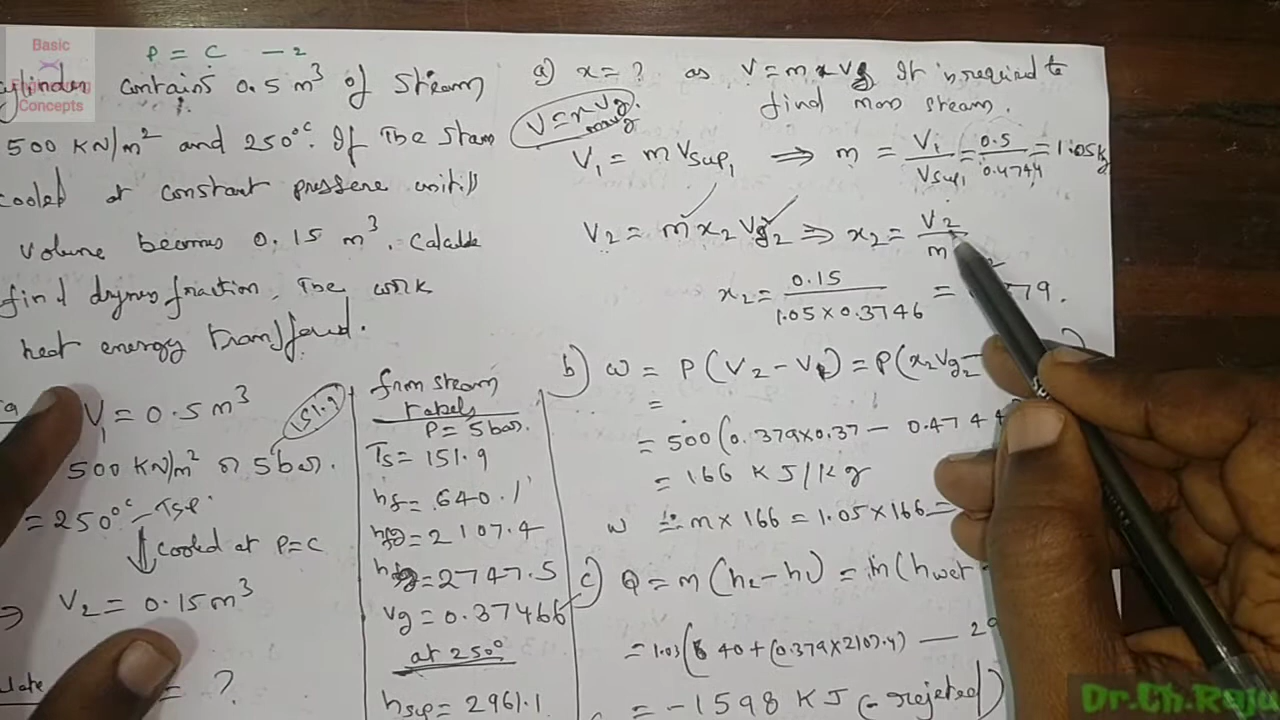 Basic
Concepts
P = C — 2
Cylinder contains 0.5 m³ of steam
500 KN/m² and 250°C. If The steam
cooled at constant pressure until
volume becomes 0.15 m³. Calculate
find dryness fraction, The work
heat energy transferred.
V₁ = 0.5 m³
151.9
500 KN/m² or 5 bar.
= 250°C – Tsp
cooled at P=C
⇒ V₂ = 0.15 m³
= ?
from steam
tables
P = 5 bar.
Ts = 151.9
hf = 640.1
hfg = 2107.4
hg = 2747.5
Vg = 0.37466
at 250°
hsup = 2961.1
a) x = ? as V = m x Vg It is required to
find mass steam.
V = x Vg.
V₁ = m Vsup₁ ⇒ m = V₁/Vsup₁ = 0.5/0.4744 = 1.05 kg
V₂ = m x₂ Vg₂ ⇒ x₂ = V₂/m
x₂ = 0.15/1.05 × 0.3746 = 379.
b) W = P(V₂ – V₁) = P(x₂Vg₂ –
=
= 500(0.379×0.37 – 0.474
= 166 KJ/Kg
W = m × 166 = 1.05 × 166 =
c) Q = m(h₂ – h₁) = m(hwet –
= 1.05(640 + (0.379 × 2107.4) — 29
= –1598 KJ (– rejected)
Dr.Ch.Raju